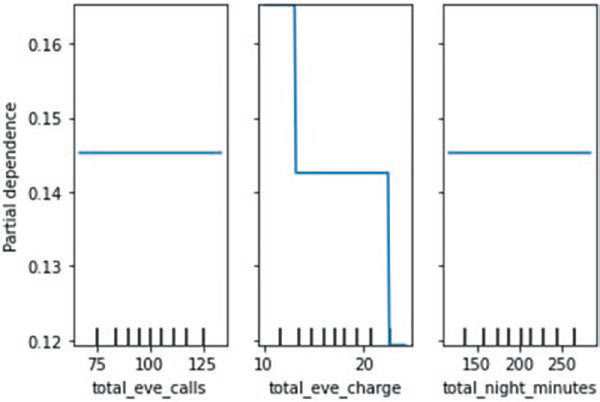 Partial dependence
0.16
0.15
0.14
0.13
0.12
75 100 125
total_eve_calls
10 20
total_eve_charge
150 200 250
total_night_minutes